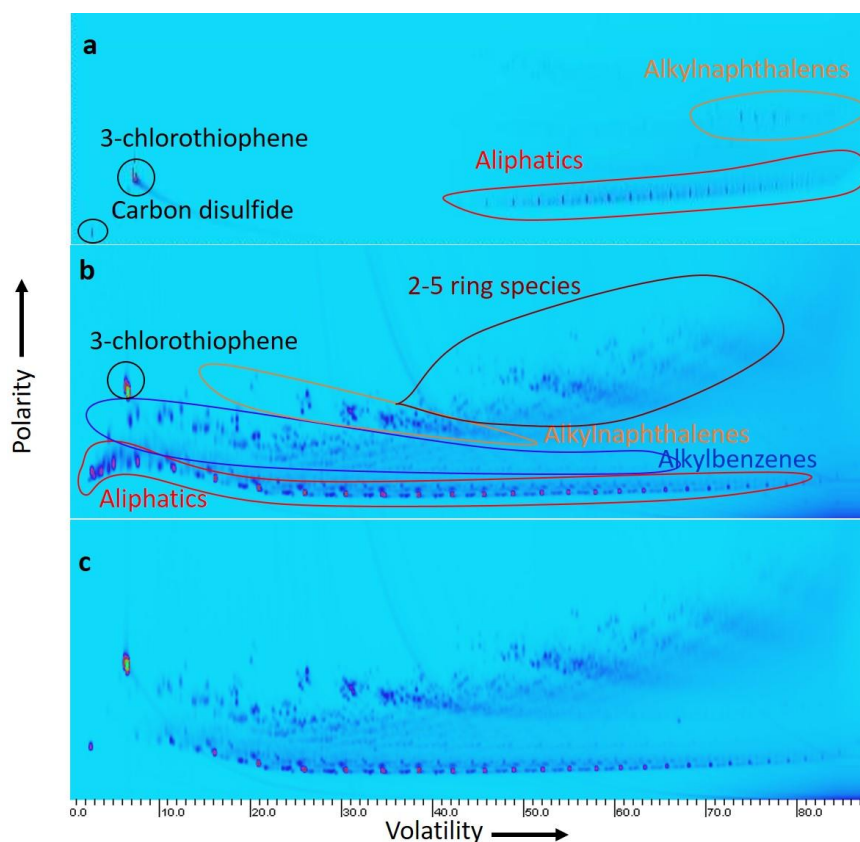 a
Alkylnaphthalenes
3-chlorothiophene
Aliphatics
Carbon disulfide
b
2-5 ring species
3-chlorothiophene
Alkylnaphthalenes
Alkylbenzenes
Aliphatics
c
Polarity
0.0 10.0 20.0 30.0 40.0 50.0 60.0 70.0 80.0
Volatility